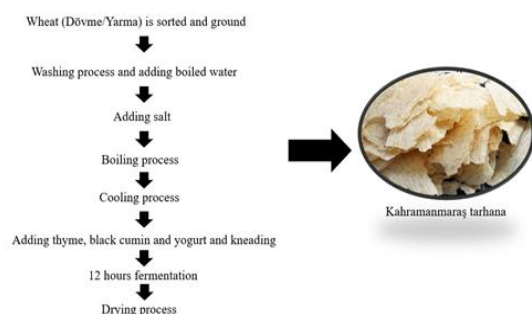 Wheat (Dövme/Yarma) is sorted and ground
Washing process and adding boiled water
Adding salt
Boiling process
Cooling process
Adding thyme, black cumin and yogurt and kneading
12 hours fermentation
Drying process
Kahramanmaraş tarhana